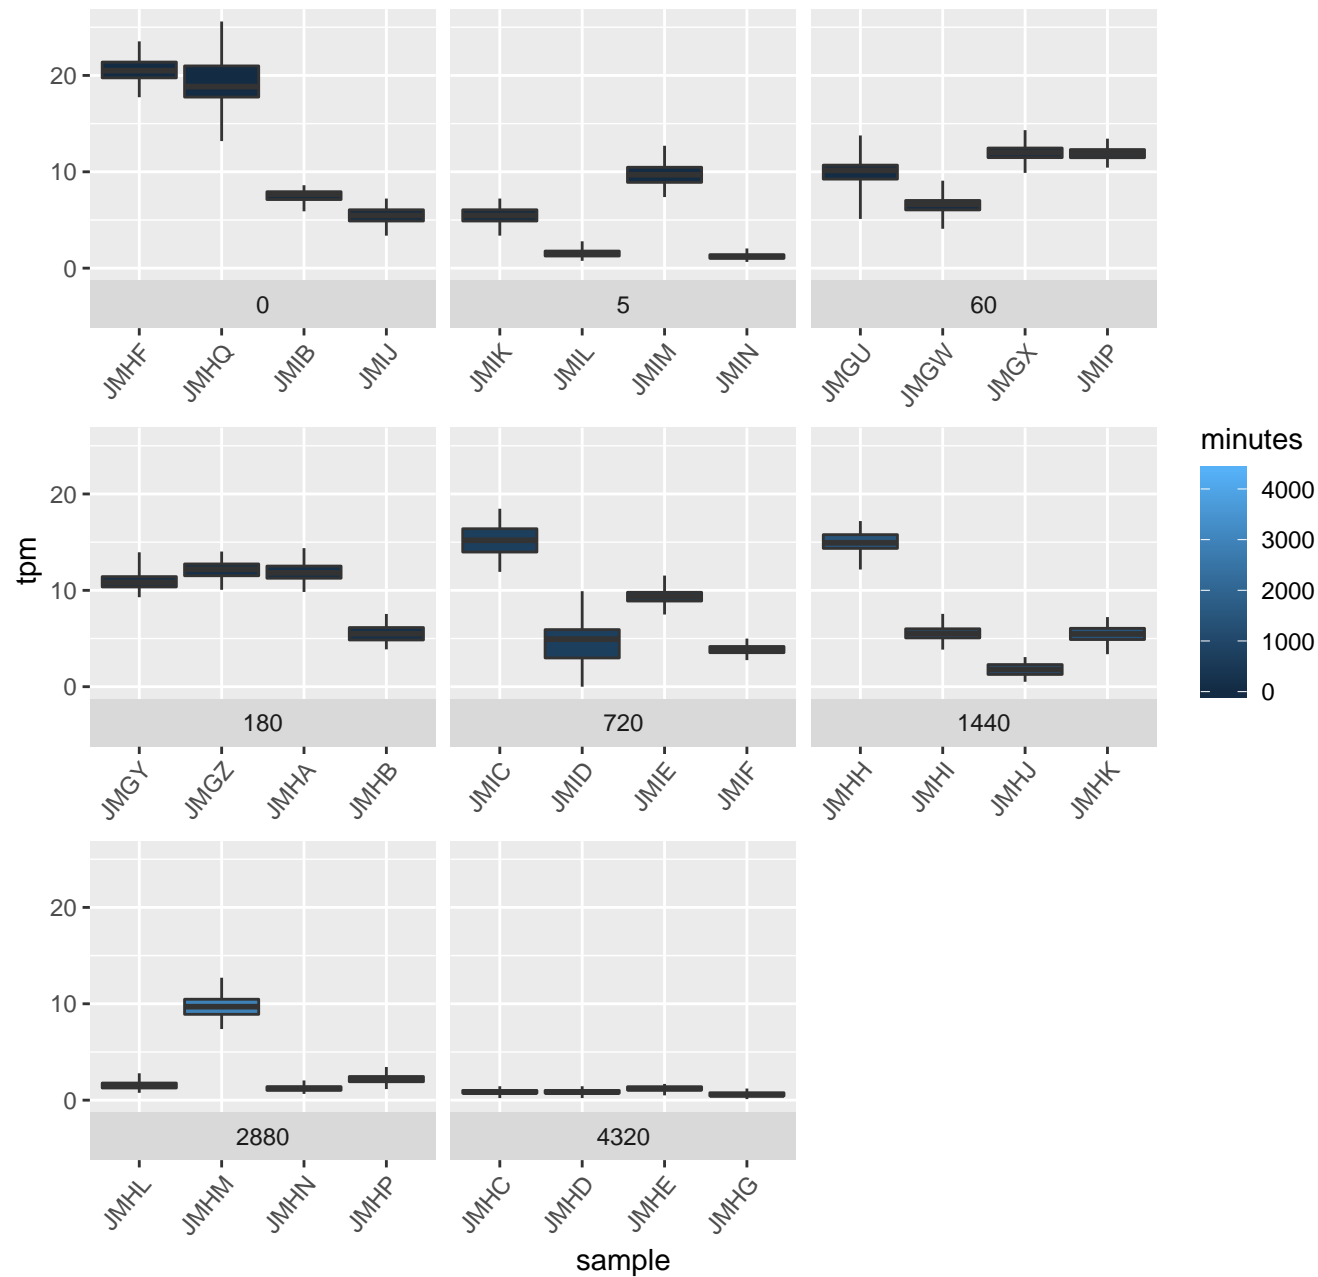 20
10
0
0
5
60
JMHF
JMHQ
JMIB
JMIJ
JMIK
JMIL
JMIM
JMIN
JMGU
JMGW
JMGX
JMIP
tpm
20
10
0
180
720
1440
JMGY
JMGZ
JMHA
JMHB
JMIC
JMID
JMIE
JMIF
JMHH
JMHI
JMHJ
JMHK
minutes
4000
3000
2000
1000
0
20
10
0
2880
4320
JMHL
JMHM
JMHN
JMHP
JMHC
JMHD
JMHE
JMHG
sample